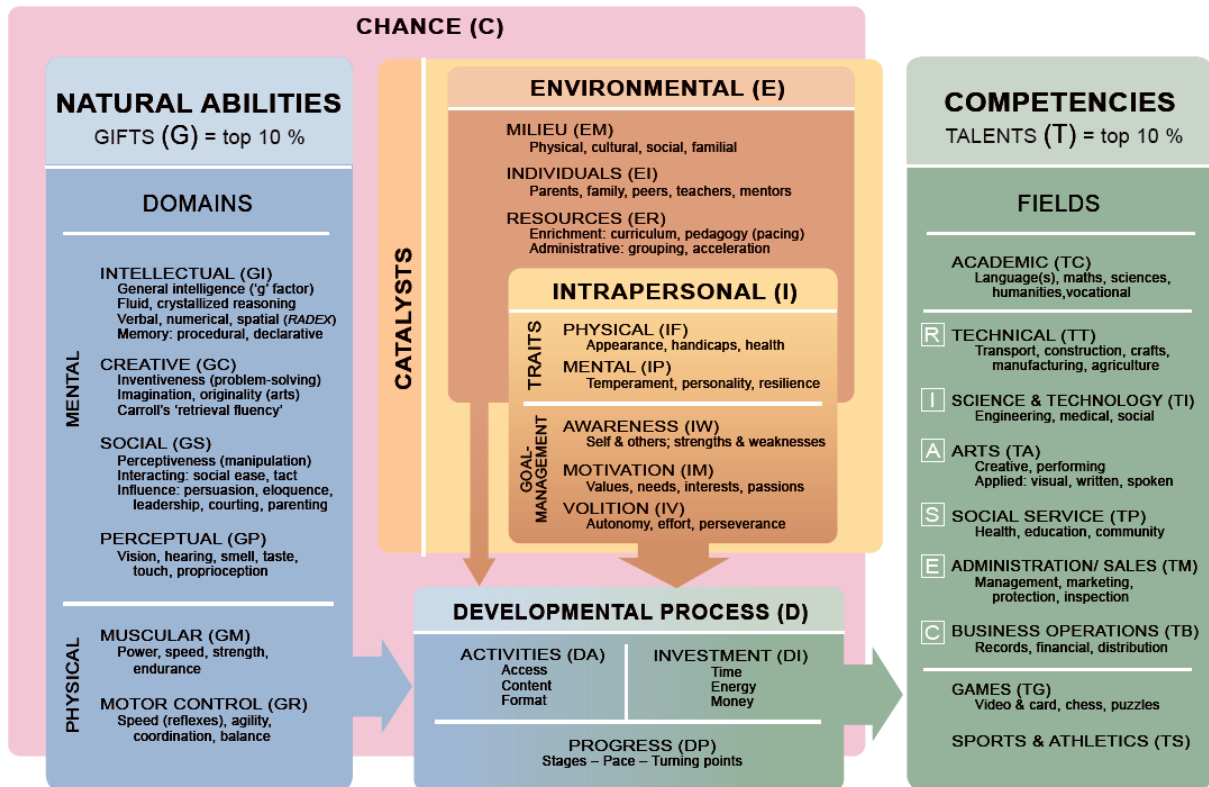 CHANCE (C)
NATURAL ABILITIES
GIFTS (G) = top 10 %
DOMAINS
MENTAL
INTELLECTUAL (GI)
General intelligence (‘g’ factor)
Fluid, crystallized reasoning
Verbal, numerical, spatial (RADEX)
Memory: procedural, declarative
CREATIVE (GC)
Inventiveness (problem-solving)
Imagination, originality (arts)
Carroll's ‘retrieval fluency’
SOCIAL (GS)
Perceptiveness (manipulation)
Interacting: social ease, tact
Influence: persuasion, eloquence,
leadership, courting, parenting
PERCEPTUAL (GP)
Vision, hearing, smell, taste,
touch, proprioception
PHYSICAL
MUSCULAR (GM)
Power, speed, strength,
endurance
MOTOR CONTROL (GR)
Speed (reflexes), agility,
coordination, balance
CATALYSTS
ENVIRONMENTAL (E)
MILIEU (EM)
Physical, cultural, social, familial
INDIVIDUALS (EI)
Parents, family, peers, teachers, mentors
RESOURCES (ER)
Enrichment: curriculum, pedagogy (pacing)
Administrative: grouping, acceleration
INTRAPERSONAL (I)
TRAITS
PHYSICAL (IF)
Appearance, handicaps, health
MENTAL (IP)
Temperament, personality, resilience
GOAL-
MANAGEMENT
AWARENESS (IW)
Self & others; strengths & weaknesses
MOTIVATION (IM)
Values, needs, interests, passions
VOLITION (IV)
Autonomy, effort, perseverance
DEVELOPMENTAL PROCESS (D)
ACTIVITIES (DA)
Access
Content
Format
INVESTMENT (DI)
Time
Energy
Money
PROGRESS (DP)
Stages – Pace – Turning points
COMPETENCIES
TALENTS (T) = top 10 %
FIELDS
ACADEMIC (TC)
Language(s), maths, sciences,
humanities,vocational
R TECHNICAL (TT)
Transport, construction, crafts,
manufacturing, agriculture
I SCIENCE & TECHNOLOGY (TI)
Engineering, medical, social
A ARTS (TA)
Creative, performing
Applied: visual, written, spoken
S SOCIAL SERVICE (TP)
Health, education, community
E ADMINISTRATION/ SALES (TM)
Management, marketing,
protection, inspection
C BUSINESS OPERATIONS (TB)
Records, financial, distribution
GAMES (TG)
Video & card, chess, puzzles
SPORTS & ATHLETICS (TS)